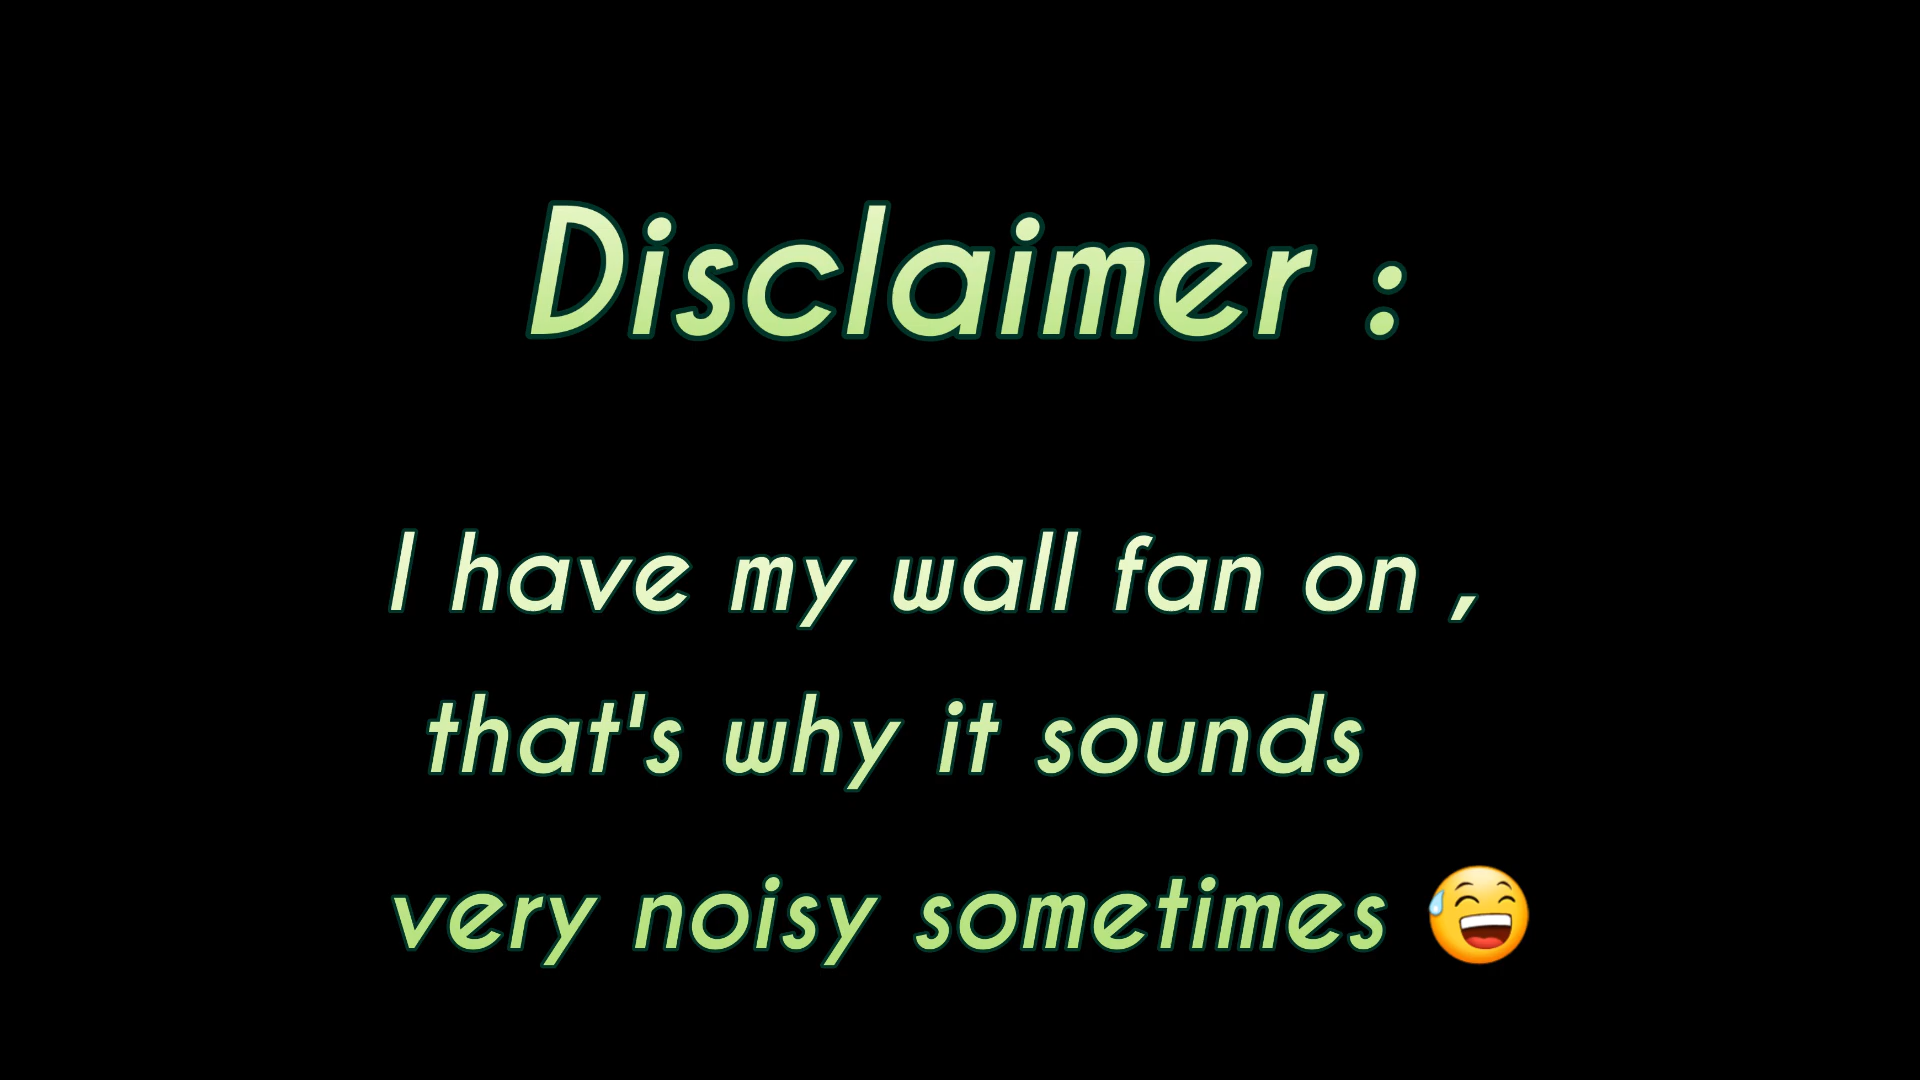 Disclaimer :
I have my wall fan on ,
that's why it sounds
very noisy sometimes 😅